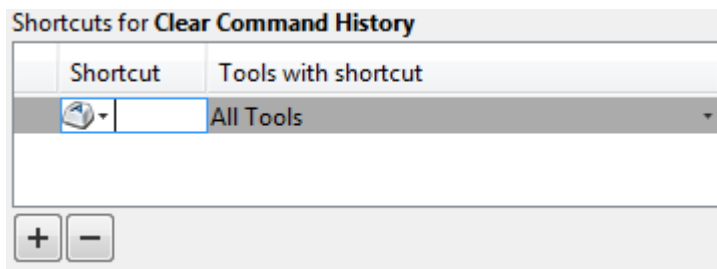 Shortcuts for Clear Command History
Shortcut Tools with shortcut
All Tools
+ −